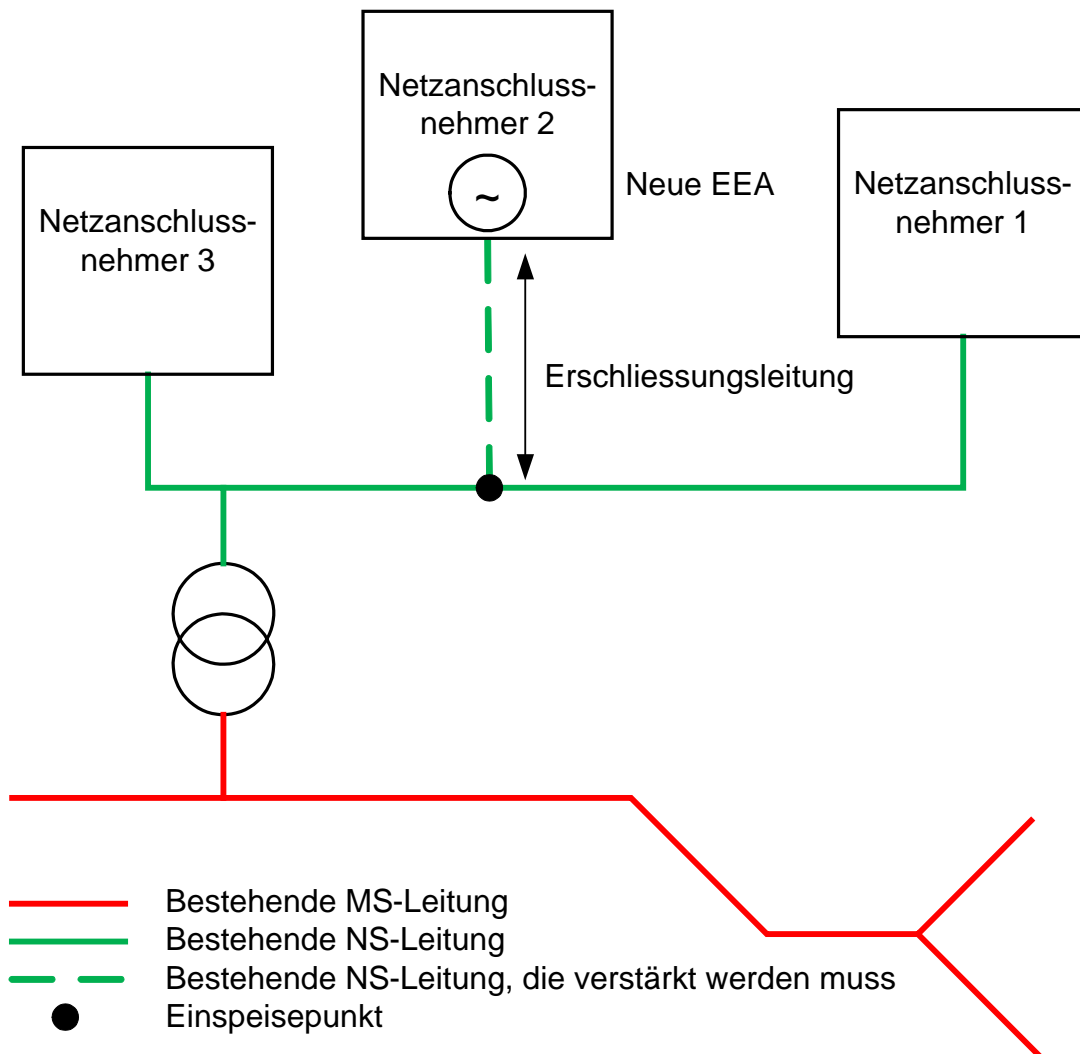 Netzanschluss-
nehmer 2
~
Neue EEA
Netzanschluss-
nehmer 1
Netzanschluss-
nehmer 3
Erschliessungsleitung
Bestehende MS-Leitung
Bestehende NS-Leitung
Bestehende NS-Leitung, die verstärkt werden muss
Einspeisepunkt